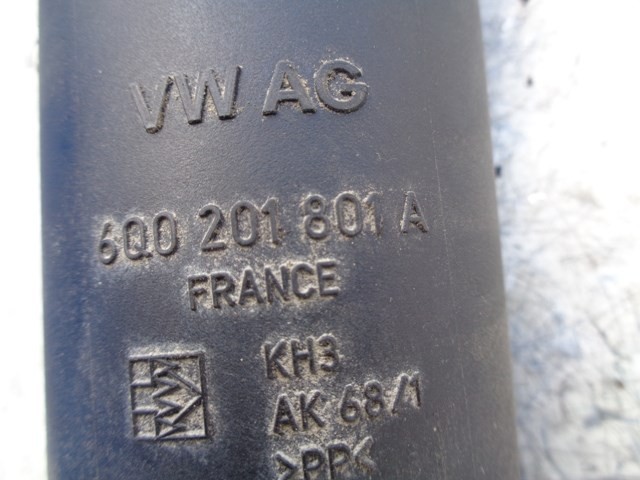 VW AG
6Q0 201 801 A
FRANCE
KH3
AK 68/1
>PP<